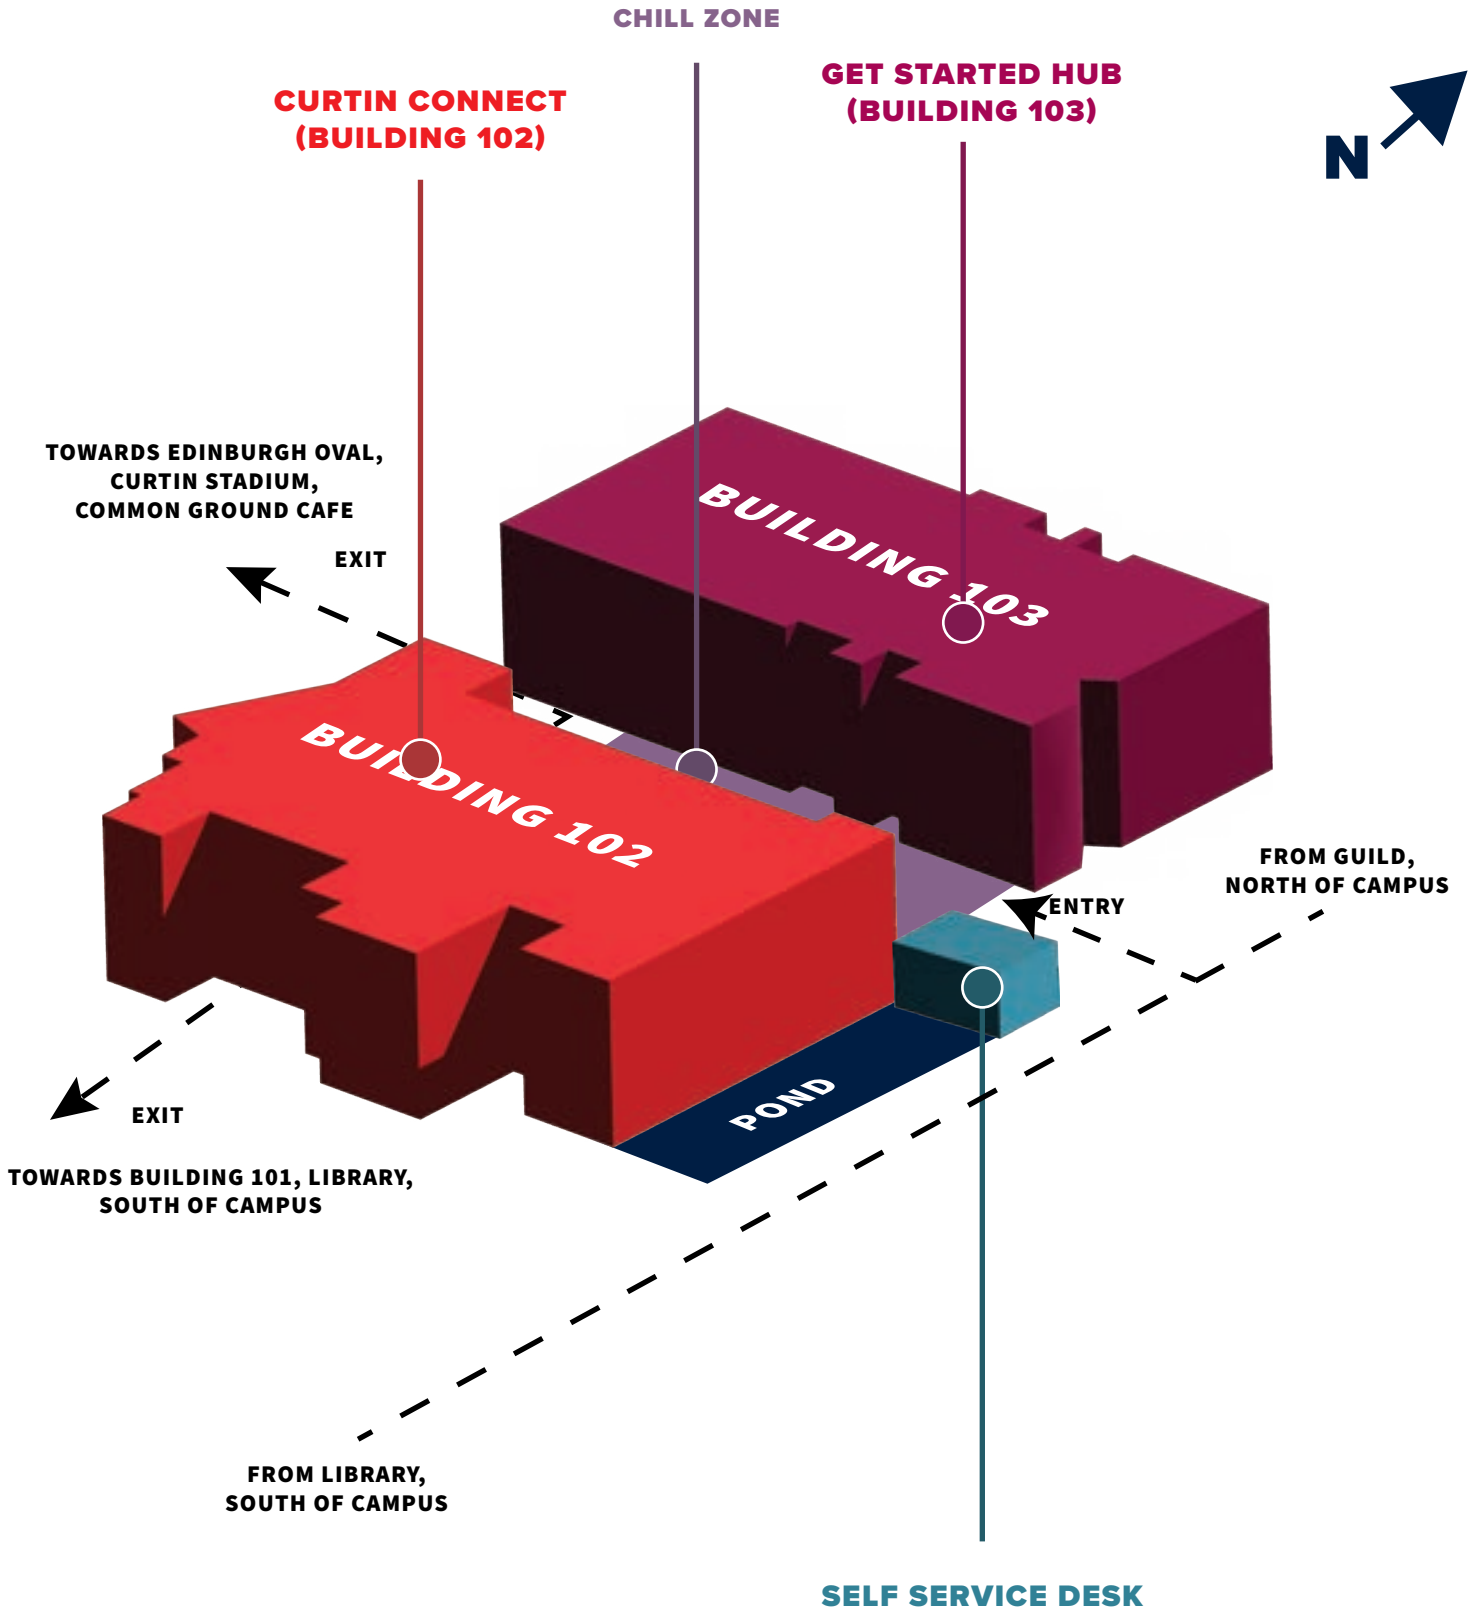 CHILL ZONE
GET STARTED HUB
(BUILDING 103)
CURTIN CONNECT
(BUILDING 102)
N
TOWARDS EDINBURGH OVAL,
CURTIN STADIUM,
COMMON GROUND CAFE
EXIT
BUILDING 103
BUILDING 102
FROM GUILD,
NORTH OF CAMPUS
ENTRY
POND
EXIT
TOWARDS BUILDING 101, LIBRARY,
SOUTH OF CAMPUS
FROM LIBRARY,
SOUTH OF CAMPUS
SELF SERVICE DESK